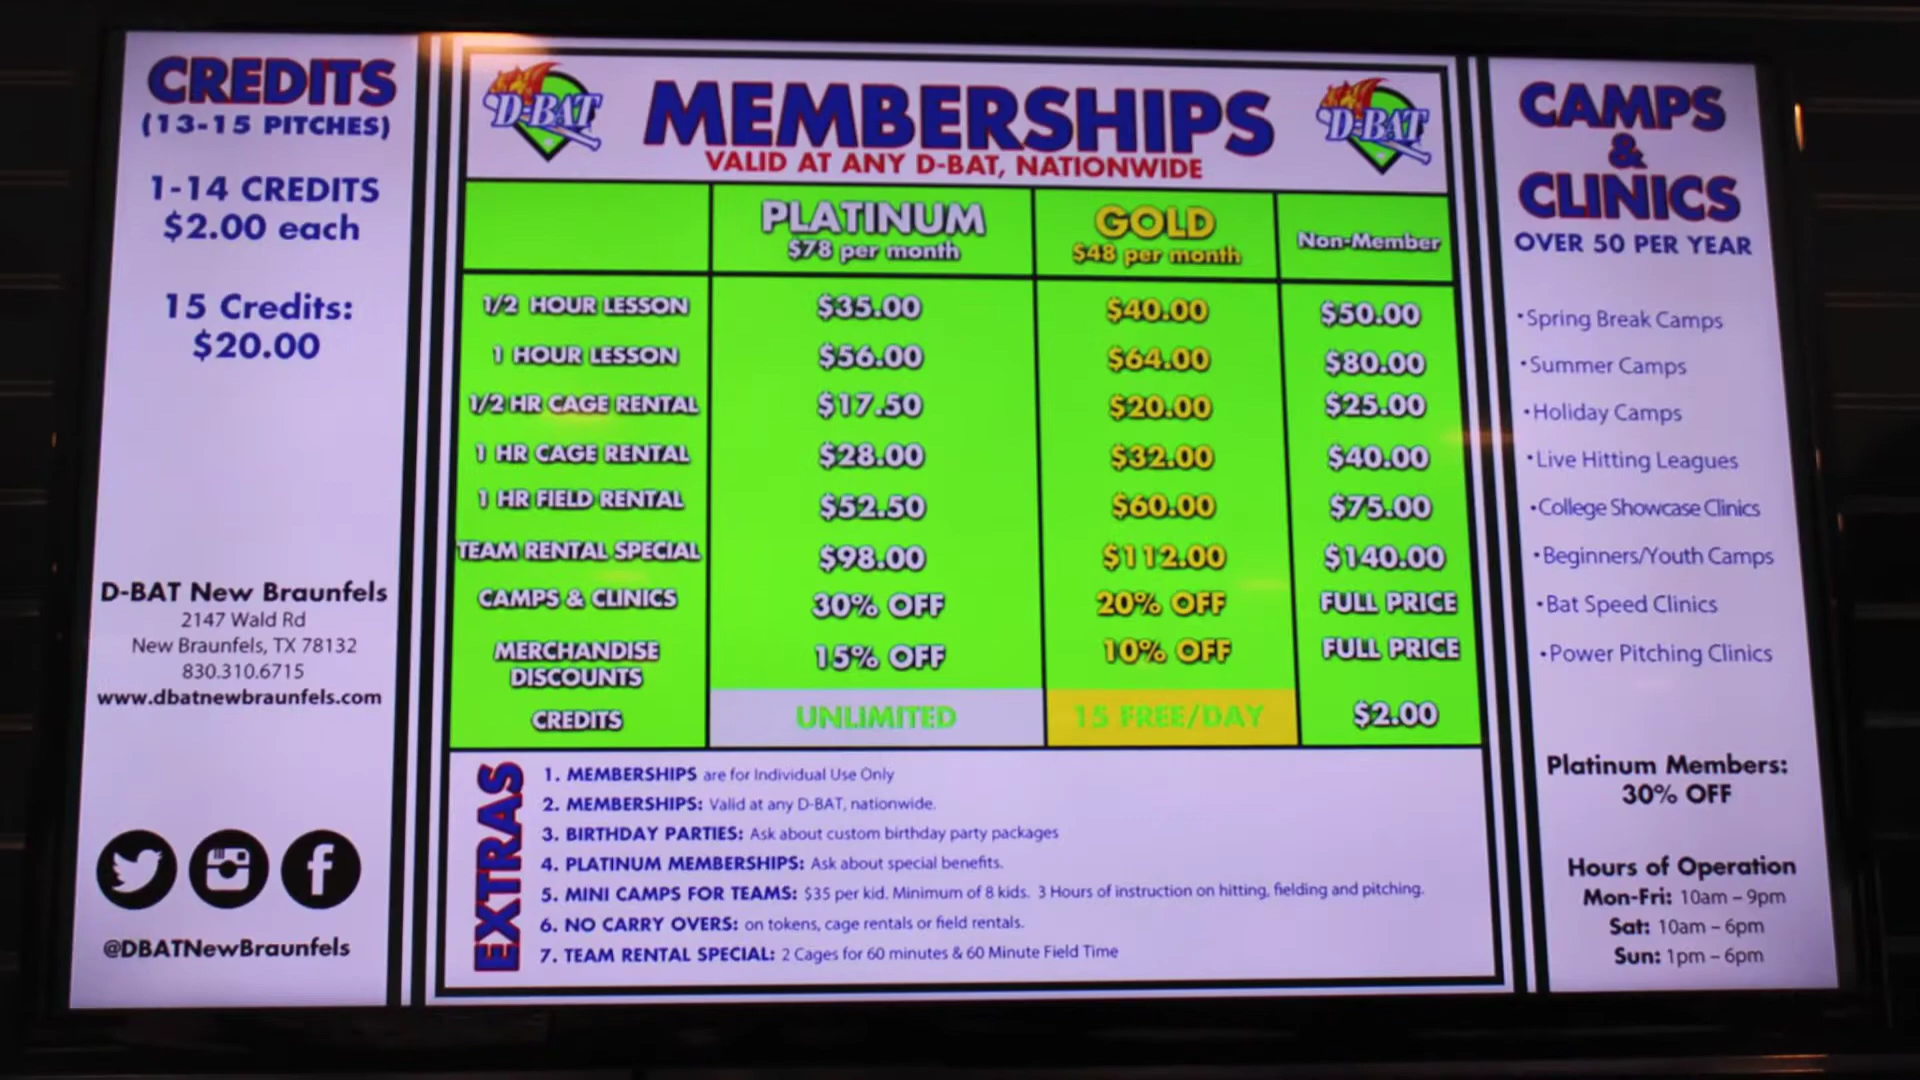 CREDITS
(13-15 PITCHES)
1-14 CREDITS
$2.00 each
15 Credits:
$20.00
D-BAT New Braunfels
2147 Wald Rd
New Braunfels, TX 78132
830.310.6715
www.dbatnewbraunfels.com
@DBATNewBraunfels
D-BAT
MEMBERSHIPS
D-BAT
VALID AT ANY D-BAT, NATIONWIDE
PLATINUM GOLD Non-Member
$78 per month $48 per month
1/2 HOUR LESSON $35.00 $40.00 $50.00
1 HOUR LESSON $56.00 $64.00 $80.00
1/2 HR CAGE RENTAL $17.50 $20.00 $25.00
1 HR CAGE RENTAL $28.00 $32.00 $40.00
1 HR FIELD RENTAL $52.50 $60.00 $75.00
TEAM RENTAL SPECIAL $98.00 $112.00 $140.00
CAMPS & CLINICS 30% OFF 20% OFF FULL PRICE
MERCHANDISE 15% OFF 10% OFF FULL PRICE
DISCOUNTS
CREDITS UNLIMITED 15 FREE/DAY $2.00
EXTRAS
1. MEMBERSHIPS are for Individual Use Only
2. MEMBERSHIPS: Valid at any D-BAT, nationwide.
3. BIRTHDAY PARTIES: Ask about custom birthday party packages
4. PLATINUM MEMBERSHIPS: Ask about special benefits.
5. MINI CAMPS FOR TEAMS: $35 per kid. Minimum of 8 kids. 3 Hours of instruction on hitting, fielding and pitching.
6. NO CARRY OVERS: on tokens, cage rentals or field rentals.
7. TEAM RENTAL SPECIAL: 2 Cages for 60 minutes & 60 Minute Field Time
CAMPS
&
CLINICS
OVER 50 PER YEAR
•Spring Break Camps
•Summer Camps
•Holiday Camps
•Live Hitting Leagues
•College Showcase Clinics
•Beginners/Youth Camps
•Bat Speed Clinics
•Power Pitching Clinics
Platinum Members:
30% OFF
Hours of Operation
Mon-Fri: 10am – 9pm
Sat: 10am – 6pm
Sun: 1pm – 6pm